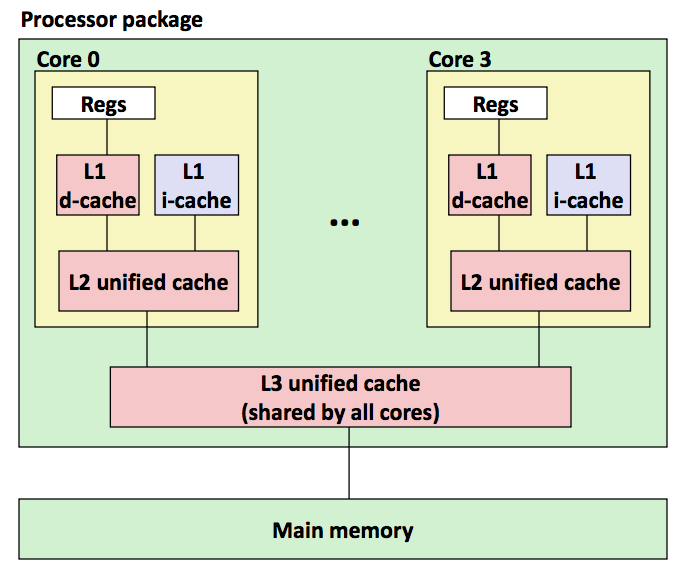 Processor package
Core 0
Core 3
Regs
Regs
L1
d-cache
L1
i-cache
L1
d-cache
L1
i-cache
...
L2 unified cache
L2 unified cache
L3 unified cache
(shared by all cores)
Main memory